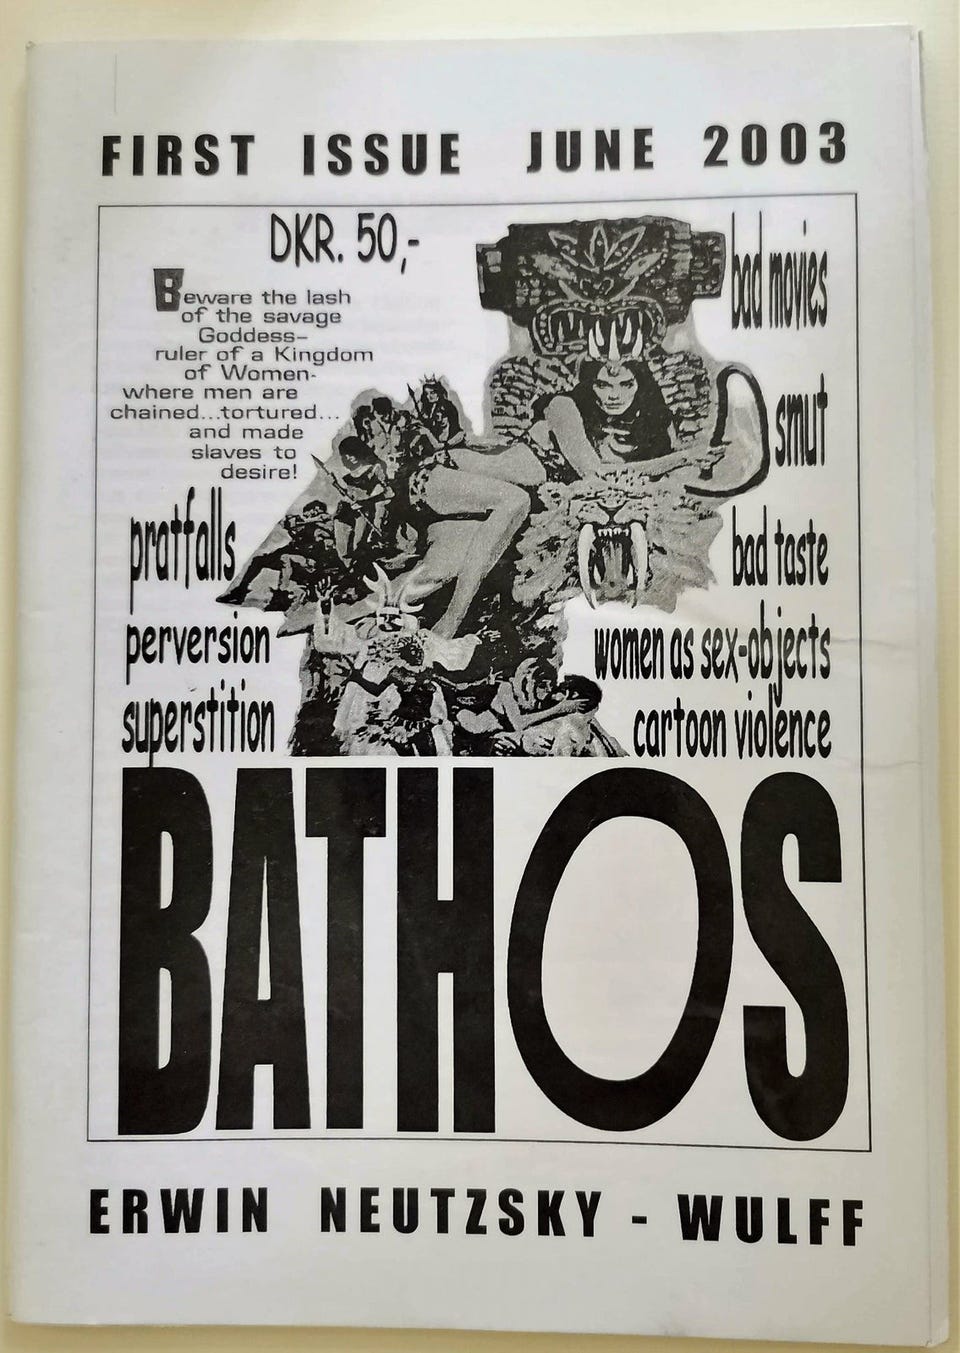 FIRST ISSUE JUNE 2003
DKR. 50,-
Beware the lash
of the savage
Goddess–
ruler of a Kingdom
of Women-
where men are
chained...tortured...
and made
slaves to
desire!
pratfalls
perversion
superstition
bad movies
smut
bad taste
women as sex-objects
cartoon violence
BATHOS
ERWIN NEUTZSKY - WULFF